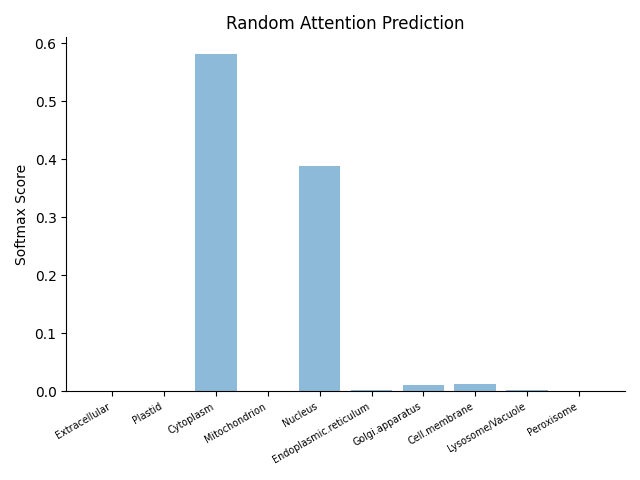 Random Attention Prediction
Softmax Score
0.6
0.5
0.4
0.3
0.2
0.1
0.0
Extracellular
Plastid
Cytoplasm
Mitochondrion
Nucleus
Endoplasmic.reticulum
Golgi.apparatus
Cell.membrane
Lysosome/Vacuole
Peroxisome